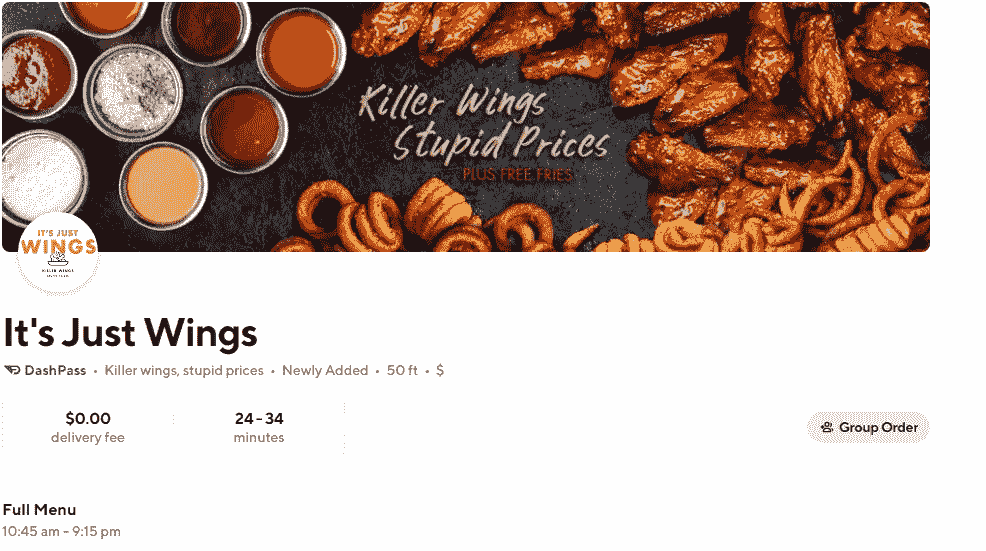 Killer Wings
Stupid Prices
PLUS FREE FRIES
IT'S JUST
WINGS
KILLER WINGS
It's Just Wings
DashPass • Killer wings, stupid prices • Newly Added • 50 ft • $
$0.00
delivery fee
24 - 34
minutes
Group Order
Full Menu
10:45 am - 9:15 pm